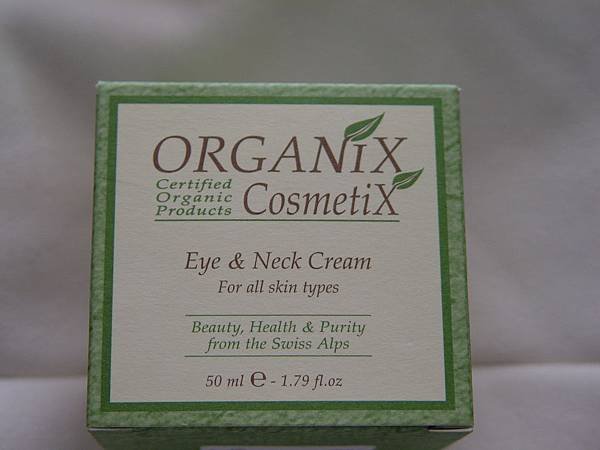 ORGANiX
Certified
Organic
Products
CosmetiX
Eye & Neck Cream
For all skin types
Beauty, Health & Purity
from the Swiss Alps
50 ml ℮ - 1.79 fl.oz